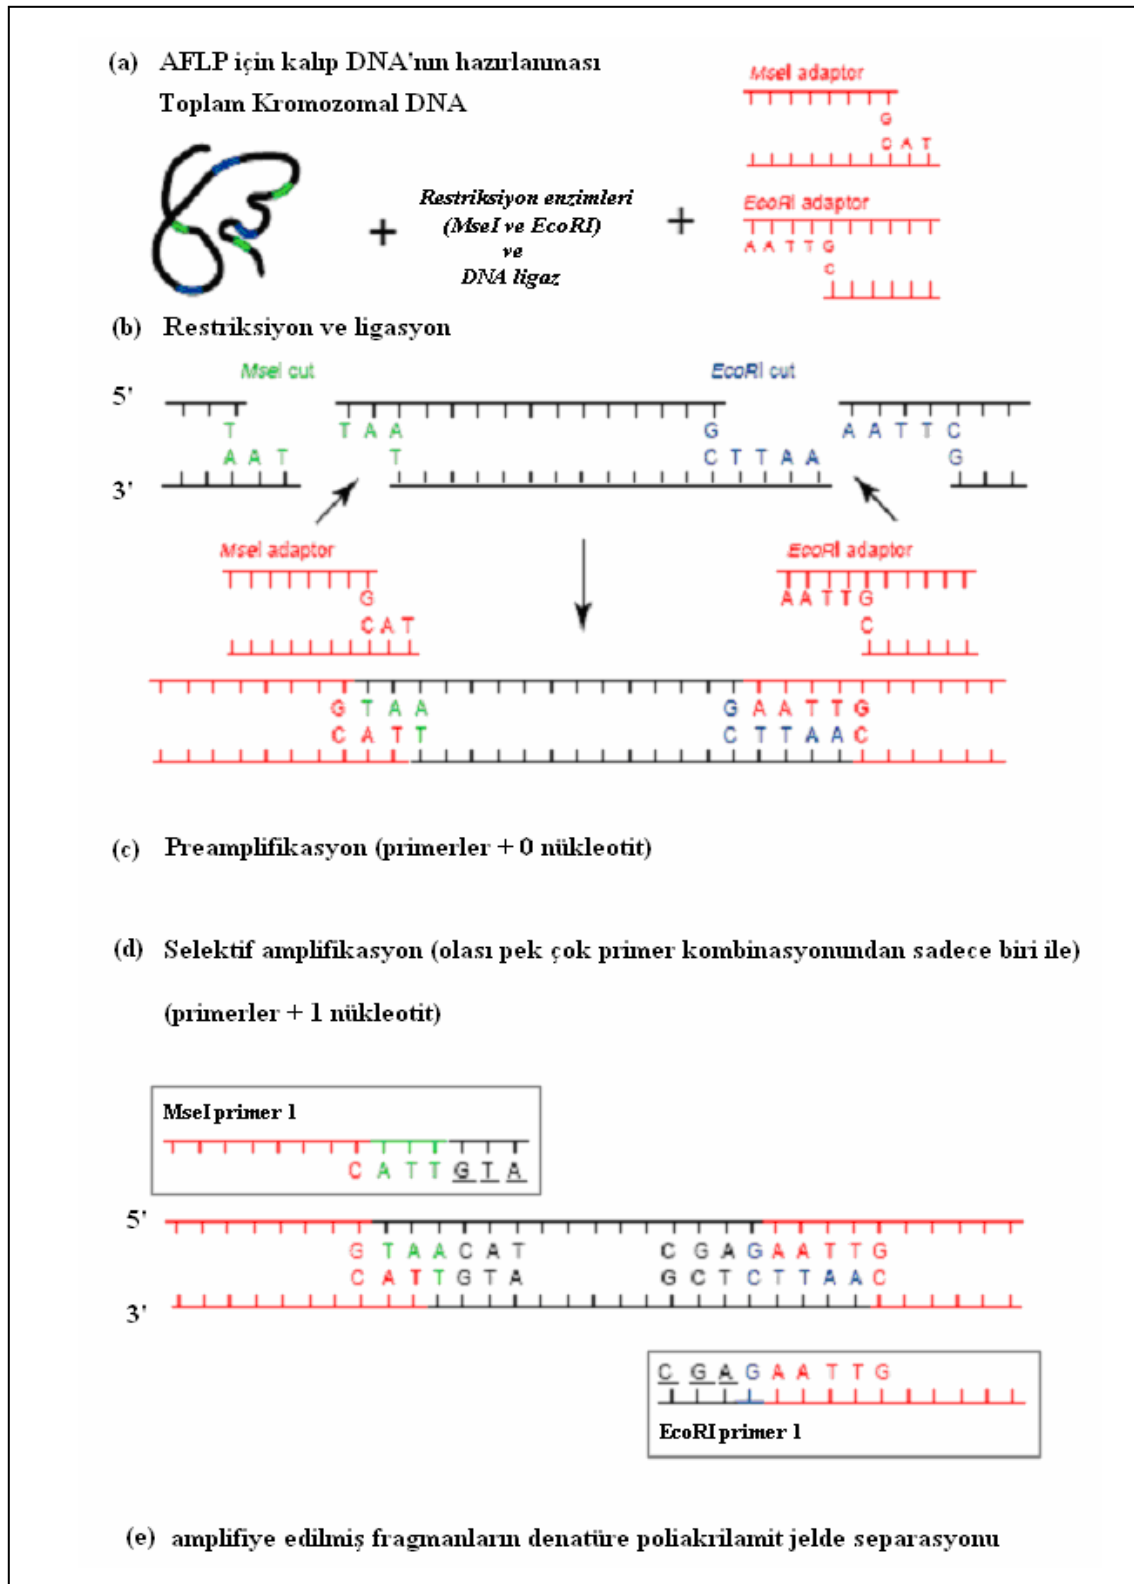 (a) AFLP için kalıp DNA'nın hazırlanması
Toplam Kromozomal DNA
MseI adaptor
G
C A T
EcoRI adaptor
A A T T G
C
+
Restriksiyon enzimleri
(MseI ve EcoRI)
ve
DNA ligaz
+
(b) Restriksiyon ve ligasyon
MseI cut
EcoRI cut
5'
T T A A G A A T T C
A A T T C T T A A G
3'
MseI adaptor
EcoRI adaptor
G A A T T G
C A T C
G T A A G A A T T G
C A T T C T T A A C
(c) Preamplifikasyon (primerler + 0 nükleotit)
(d) Selektif amplifikasyon (olası pek çok primer kombinasyonundan sadece biri ile)
(primerler + 1 nükleotit)
MseI primer 1
C A T T G T A
5'
G T A A C A T C G A G A A T T G
C A T T G T A G C T C T T A A C
3'
C G A G A A T T G
EcoRI primer 1
(e) amplifiye edilmiş fragmanların denatüre poliakrilamit jelde separasyonu